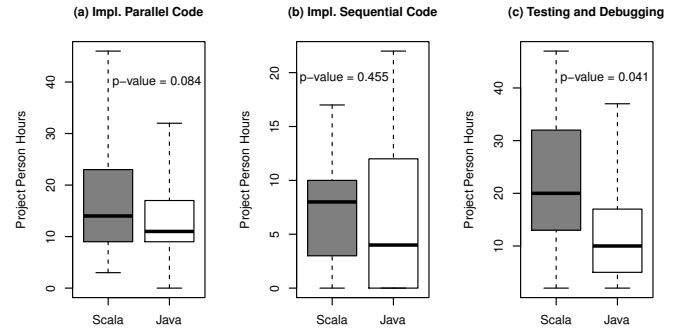 (a) Impl. Parallel Code
Project Person Hours
0 10 20 30 40
p−value = 0.084
Scala Java
(b) Impl. Sequential Code
Project Person Hours
0 5 10 15 20
p−value = 0.455
Scala Java
(c) Testing and Debugging
Project Person Hours
10 20 30 40
p−value = 0.041
Scala Java